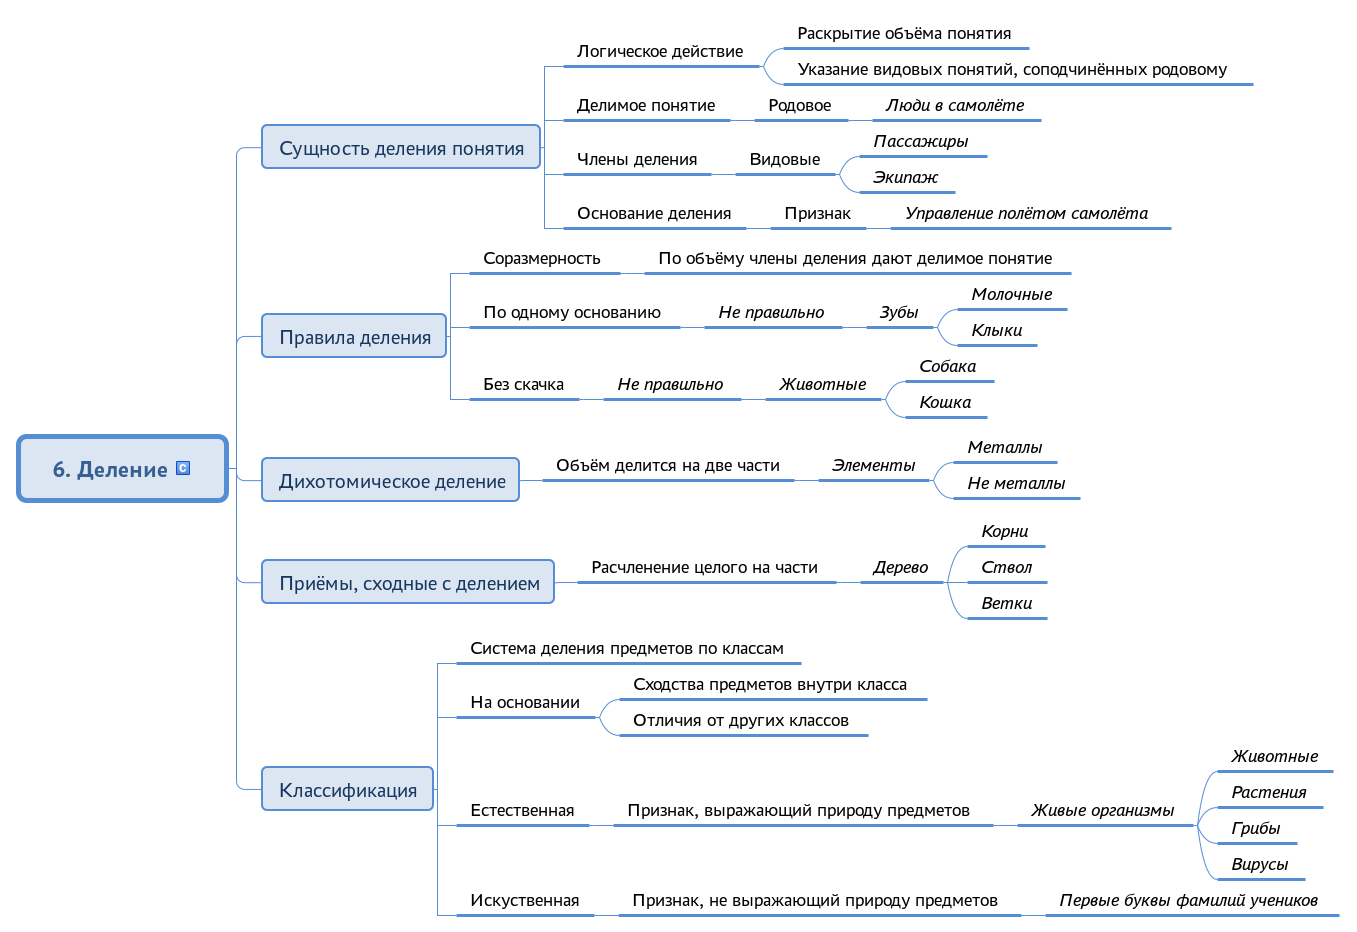 6. Деление
Сущность деления понятия
Логическое действие
Раскрытие объёма понятия
Указание видовых понятий, соподчинённых родовому
Делимое понятие
Родовое
Люди в самолёте
Члены деления
Видовые
Пассажиры
Экипаж
Основание деления
Признак
Управление полётом самолёта
Правила деления
Соразмерность
По объёму члены деления дают делимое понятие
По одному основанию
Не правильно
Зубы
Молочные
Клыки
Без скачка
Не правильно
Животные
Собака
Кошка
Дихотомическое деление
Объём делится на две части
Элементы
Металлы
Не металлы
Приёмы, сходные с делением
Расчленение целого на части
Дерево
Корни
Ствол
Ветки
Классификация
Система деления предметов по классам
На основании
Сходства предметов внутри класса
Отличия от других классов
Естественная
Признак, выражающий природу предметов
Живые организмы
Животные
Растения
Грибы
Вирусы
Искуственная
Признак, не выражающий природу предметов
Первые буквы фамилий учеников